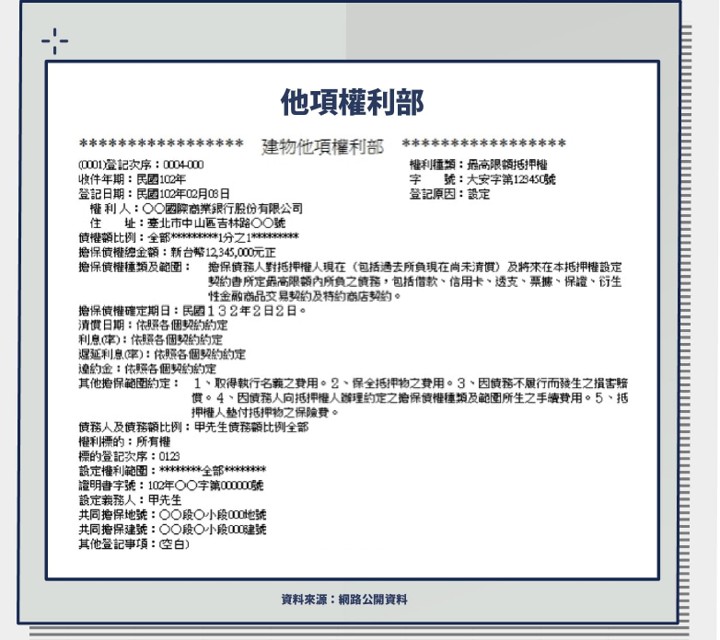 他項權利部
***************** 建物他項權利部 *****************
(0001)登記次序：0004-000 權利種類：最高限額抵押權
收件年期：民國102年 字 號：大安字第123450號
登記日期：民國102年02月03日 登記原因：設定
權利人：○○國際商業銀行股份有限公司
住 址：臺北市中山區吉林路○○號
債權額比例：全部*********1分之1*********
擔保債權總金額：新台幣12,345,000元正
擔保債權種類及範圍： 擔保債務人對抵押權人現在（包括過去所負現在尚未清償）及將來在本抵押權設定
契約書所定最高限額內所負之債務，包括借款、信用卡、透支、票據、保證、衍生
性金融商品交易契約及特約商店契約。
擔保債權確定期日：民國１３２年２日２日。
清償日期：依照各個契約約定
利息(率)：依照各個契約約定
遲延利息(率)：依照各個契約約定
違約金：依照各個契約約定
其他擔保範圍約定： １、取得執行名義之費用。２、保全抵押物之費用。３、因債務不履行而發生之損害賠
償。４、因債務人向抵押權人辦理約定之擔保債權種類及範圍所生之手續費用。５、抵
押權人墊付抵押物之保險費。
債務人及債務額比例：甲先生債務額比例全部
權利標的：所有權
標的登記次序：0123
設定權利範圍：********全部********
證明書字號：102年○○字第000000號
設定義務人：甲先生
共同擔保地號：○○段○小段000地號
共同擔保建號：○○段○小段000建號
其他登記事項：(空白)
資料來源：網路公開資料